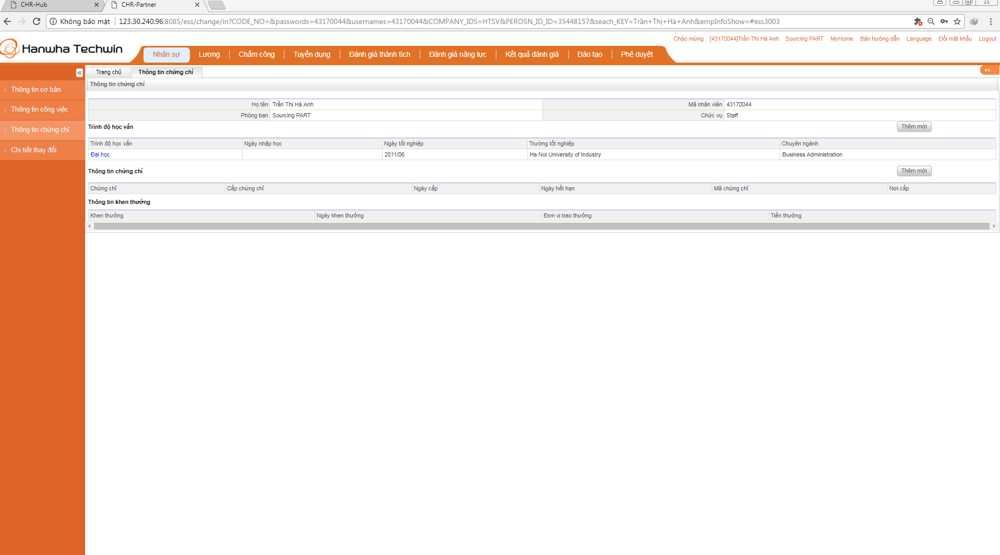 CHR-Hub
CHR-Partner
Không bảo mật
123.30.240.96:8085/ess/change/in?CODE_NO=&passwords=43170044&usernames=43170044&COMPANY_IDS=HTSV&PEROSN_ID_ID=35448157&seach_KEY=Trần+Thị+Hà+Anh&empInfoShow=#ess3003
Chào mừng [43170044]Trần Thị Hà Anh Sourcing PART MyHome Bản hướng dẫn Language Đổi mật khẩu Logout
Hanwha Techwin
Nhân sự Lương Chấm công Tuyển dụng Đánh giá thành tích Đánh giá năng lực Kết quả đánh giá Đào tạo Phê duyệt
« Trang chủ Thông tin chứng chỉ <<
Thông tin cơ bản
Thông tin công việc
Thông tin chứng chỉ
Chi tiết thay đổi
Thông tin chứng chỉ
Họ tên Trần Thị Hà Anh Mã nhân viên 43170044
Phòng ban Sourcing PART Chức vụ Staff
Trình độ học vấn Thêm mới
Trình độ học vấn Ngày nhập học Ngày tốt nghiệp Trường tốt nghiệp Chuyên ngành
Đại học 2011/06 Ha Noi University of Industry Business Administration
Thông tin chứng chỉ Thêm mới
Chứng chỉ Cấp chứng chỉ Ngày cấp Ngày hết hạn Mã chứng chỉ Nơi cấp
Thông tin khen thưởng
Khen thưởng Ngày khen thưởng Đơn vị trao thưởng Tiền thưởng